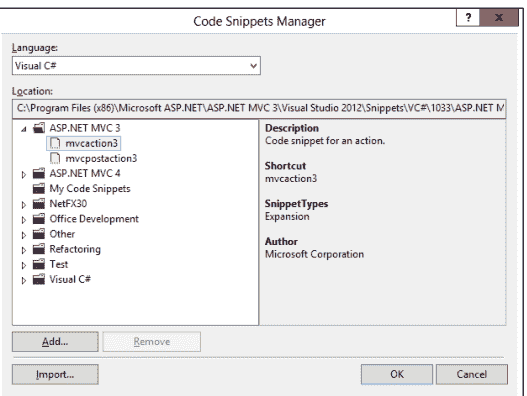 Code Snippets Manager
? x
Language:
Visual C#
Location:
C:\Program Files (x86)\Microsoft ASP.NET\ASP.NET MVC 3\Visual Studio 2012\Snippets\VC#\1033\ASP.NET M
ASP.NET MVC 3
mvcaction3
mvcpostaction3
ASP.NET MVC 4
My Code Snippets
NetFX30
Office Development
Other
Refactoring
Test
Visual C#
Description
Code snippet for an action.
Shortcut
mvcaction3
SnippetTypes
Expansion
Author
Microsoft Corporation
Add...
Remove
Import...
OK
Cancel